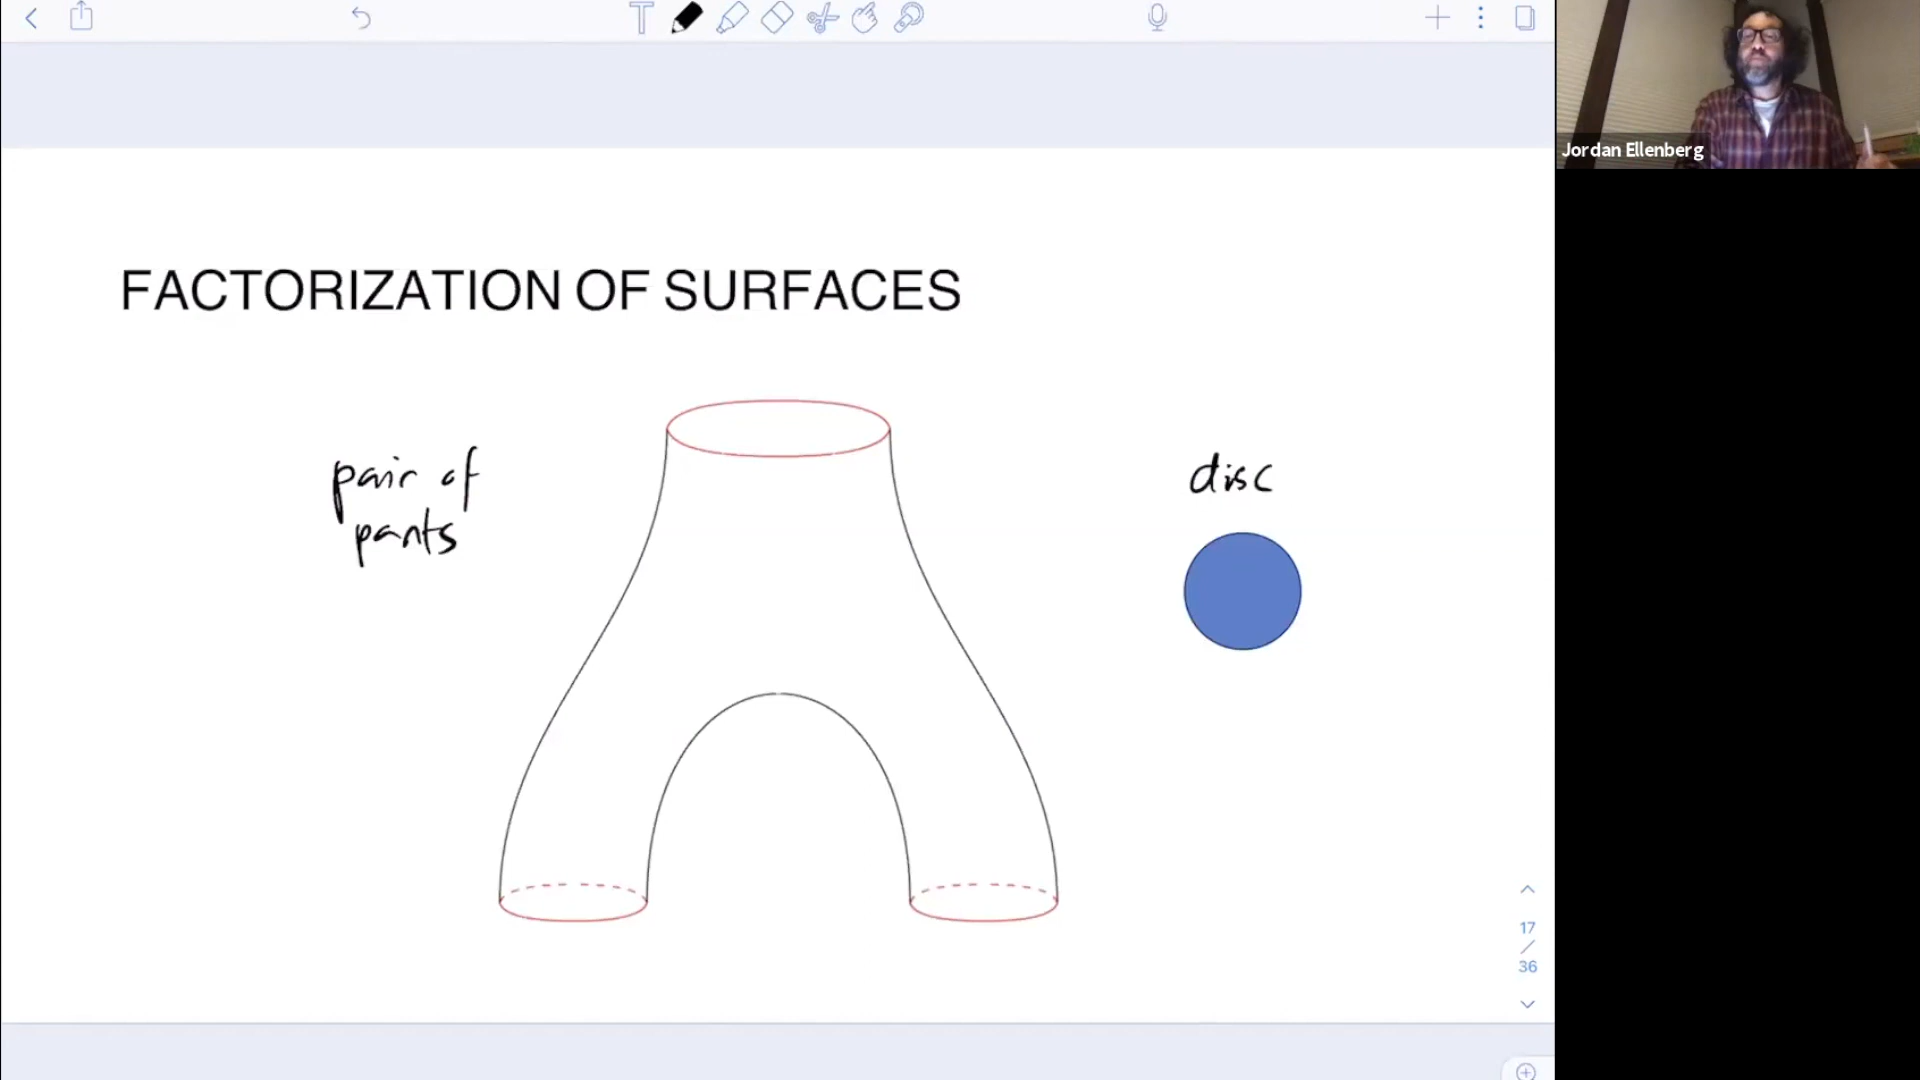 Jordan Ellenberg
FACTORIZATION OF SURFACES
pair of
pants
disc
17
/
36